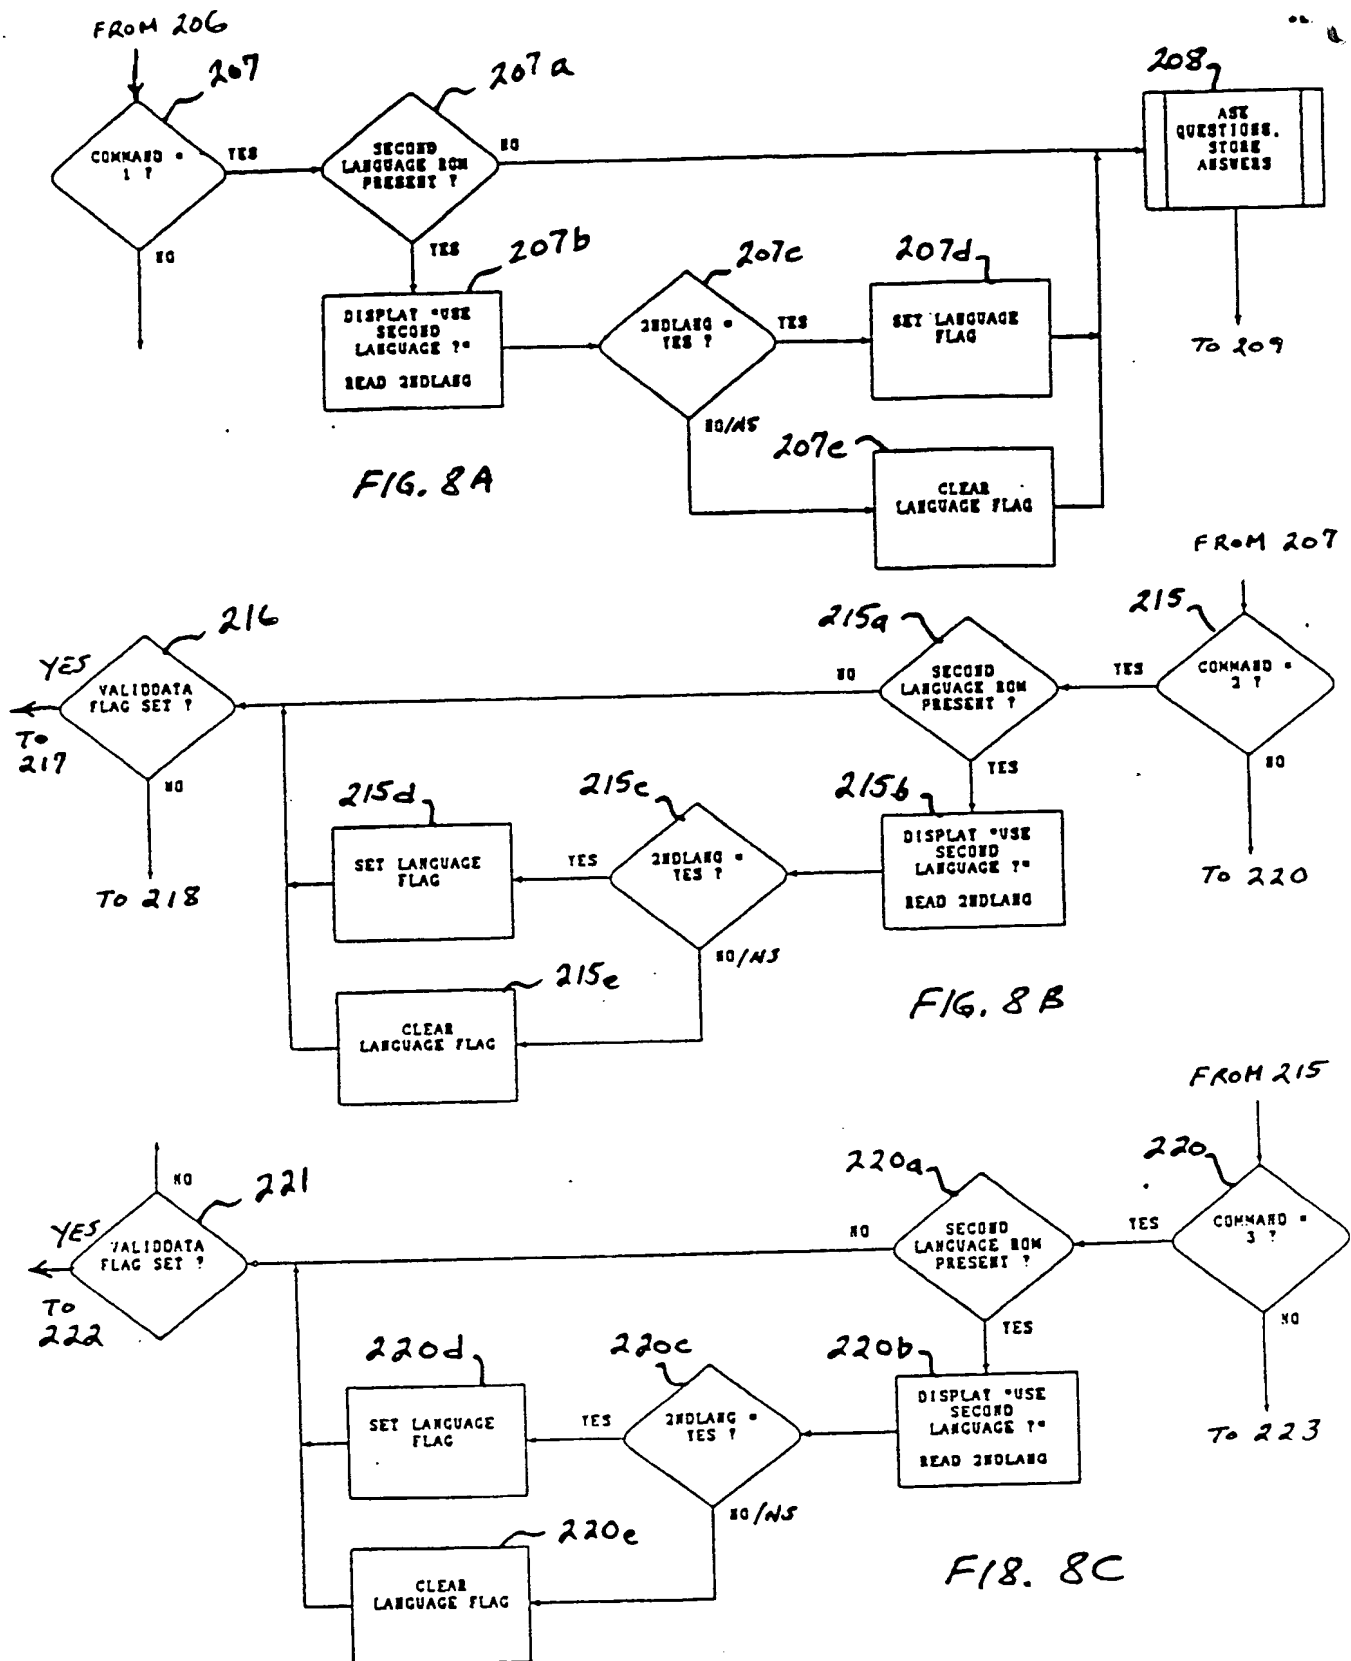 FROM 206
207
207a
208
COMMAND =
1 ?
YES
NO
SECOND
LANGUAGE ROM
PRESENT ?
NO
YES
ASK
QUESTIONS,
STORE
ANSWERS
TO 209
207b
DISPLAY "USE
SECOND
LANGUAGE ?"
READ 2NDLANG
207c
2NDLANG =
YES ?
YES
NO/NS
207d
SET LANGUAGE
FLAG
207e
CLEAR
LANGUAGE FLAG
FIG. 8A
FROM 207
215
COMMAND =
2 ?
YES
NO
TO 220
215a
SECOND
LANGUAGE ROM
PRESENT ?
NO
YES
216
VALIDDATA
FLAG SET ?
YES
TO
217
NO
TO 218
215b
DISPLAY "USE
SECOND
LANGUAGE ?"
READ 2NDLANG
215c
2NDLANG =
YES ?
YES
NO/NS
215d
SET LANGUAGE
FLAG
215e
CLEAR
LANGUAGE FLAG
FIG. 8B
FROM 215
220
COMMAND =
3 ?
YES
NO
TO 223
220a
SECOND
LANGUAGE ROM
PRESENT ?
NO
YES
221
VALIDDATA
FLAG SET ?
NO
YES
TO
222
220b
DISPLAY "USE
SECOND
LANGUAGE ?"
READ 2NDLANG
220c
2NDLANG =
YES ?
YES
NO/NS
220d
SET LANGUAGE
FLAG
220e
CLEAR
LANGUAGE FLAG
FI8. 8C